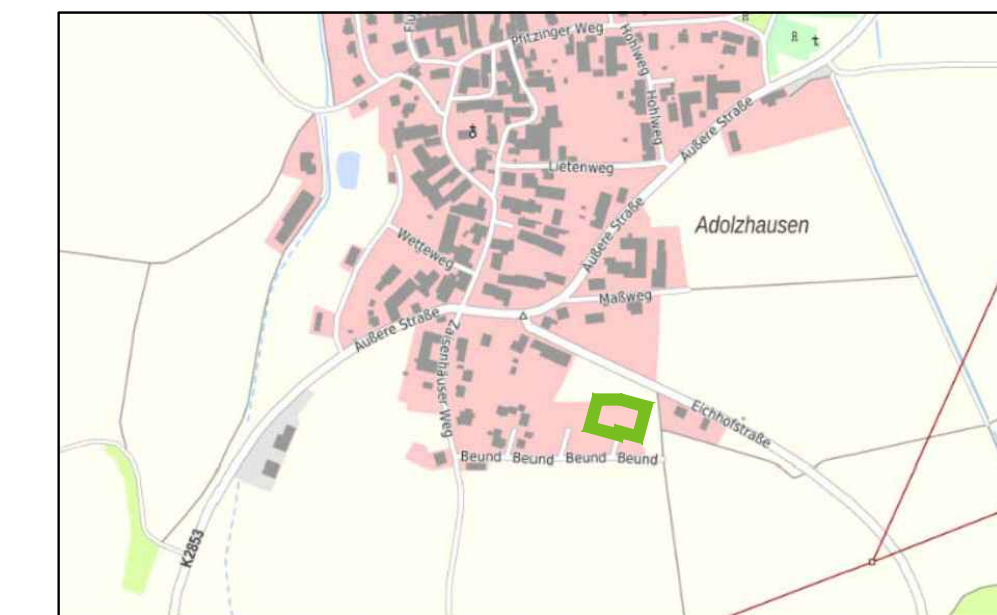 Pfitzinger Weg
Hohlweg
Hohlweg
Äußere Straße
Lietenweg
Äußere Straße
Adolzhausen
Wetteweg
Maßweg
Äußere Straße
Zaisenhäuser Weg
Eichhofstraße
Beund
Beund
Beund
Beund
K2853